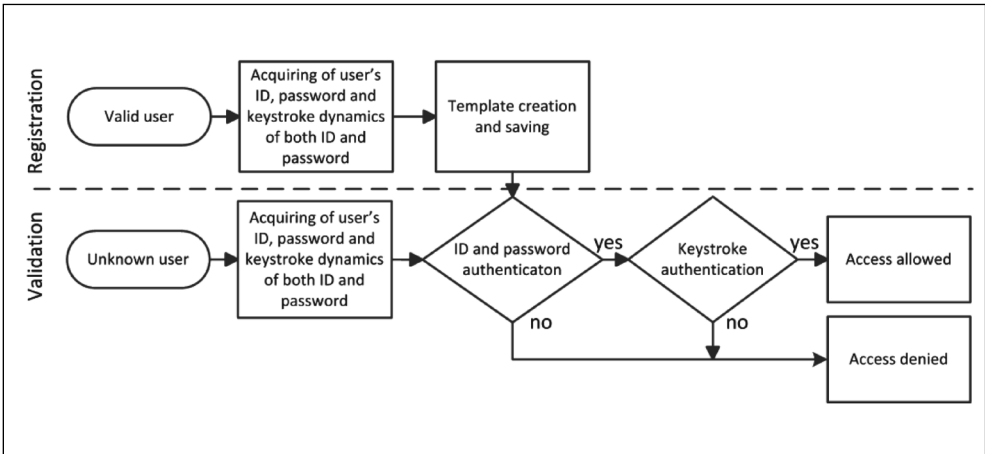 Registration
Valid user
Acquiring of user's
ID, password and
keystroke dynamics
of both ID and
password
Template creation
and saving
Validation
Unknown user
Acquiring of user's
ID, password and
keystroke dynamics
of both ID and
password
ID and password
authenticaton
yes
no
Keystroke
authentication
yes
no
Access allowed
Access denied